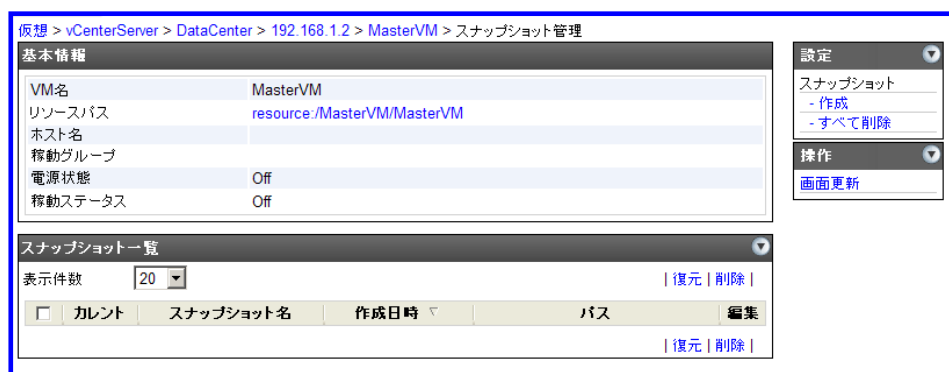 仮想 > vCenterServer > DataCenter > 192.168.1.2 > MasterVM > スナップショット管理
基本情報
VM名 MasterVM
リソースパス resource:/MasterVM/MasterVM
ホスト名
稼動グループ
電源状態 Off
稼動ステータス Off
スナップショット一覧
表示件数 20 | 復元 | 削除 |
カレント スナップショット名 作成日時 ▽ パス 編集
| 復元 | 削除 |
設定
スナップショット
- 作成
- すべて削除
操作
画面更新